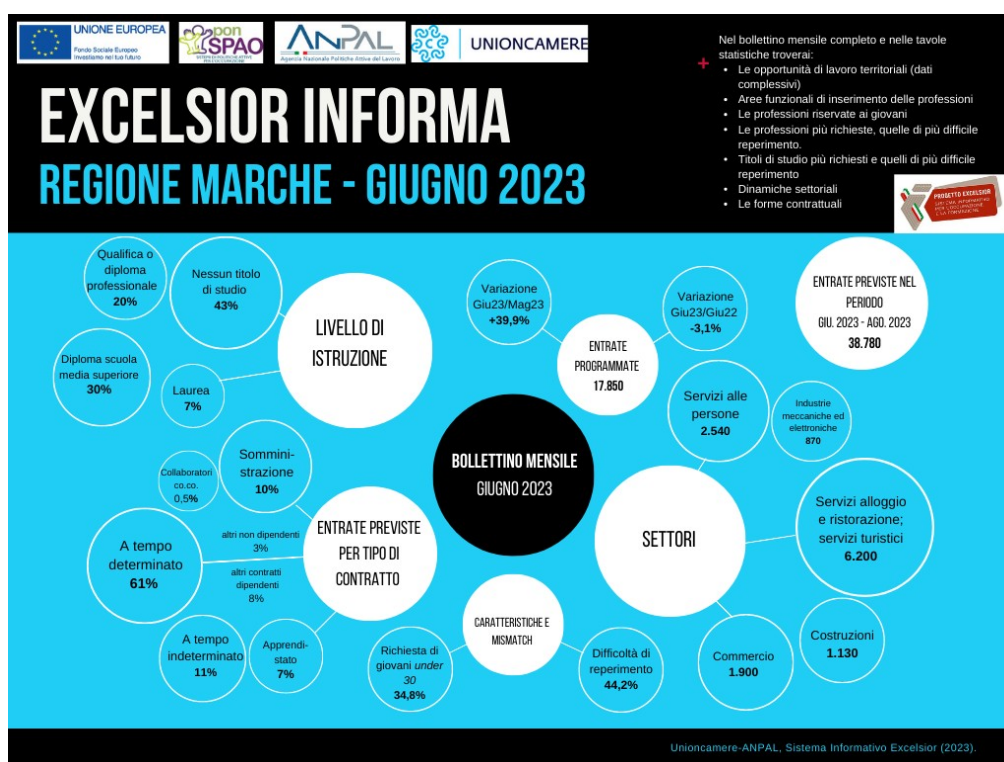 UNIONE EUROPEA
Fondo Sociale Europeo
Investiamo nel tuo futuro
pon
SPAO
ANPAL
Agenzia Nazionale Politiche Attive del Lavoro
UNIONCAMERE
EXCELSIOR INFORMA
REGIONE MARCHE - GIUGNO 2023
+
Nel bollettino mensile completo e nelle tavole
statistiche troverai:
• Le opportunità di lavoro territoriali (dati
complessivi)
• Aree funzionali di inserimento delle professioni
• Le professioni riservate ai giovani
• Le professioni più richieste, quelle di più difficile
reperimento.
• Titoli di studio più richiesti e quelli di più difficile
reperimento
• Dinamiche settoriali
• Le forme contrattuali
PROGETTO EXCELSIOR
SISTEMA INFORMATIVO
PER L'OCCUPAZIONE
E LA FORMAZIONE
Qualifica o
diploma
professionale
20%
Nessun titolo
di studio
43%
LIVELLO DI
ISTRUZIONE
Diploma scuola
media superiore
30%
Laurea
7%
Variazione
Giu23/Mag23
+39,9%
Variazione
Giu23/Giu22
-3,1%
ENTRATE
PROGRAMMATE
17.850
ENTRATE PREVISTE NEL
PERIODO
GIU. 2023 - AGO. 2023
38.780
Servizi alle
persone
2.540
Industrie
meccaniche ed
elettroniche
870
BOLLETTINO MENSILE
GIUGNO 2023
Sommini-
strazione
10%
Collaboratori
co.co.
0,5%
ENTRATE PREVISTE
PER TIPO DI
CONTRATTO
altri non dipendenti
3%
A tempo
determinato
61%
altri contratti
dipendenti
8%
A tempo
indeterminato
11%
Apprendi-
stato
7%
SETTORI
Servizi alloggio
e ristorazione;
servizi turistici
6.200
CARATTERISTICHE E
MISMATCH
Richiesta di
giovani under
30
34,8%
Difficoltà di
reperimento
44,2%
Commercio
1.900
Costruzioni
1.130
Unioncamere-ANPAL, Sistema Informativo Excelsior (2023).